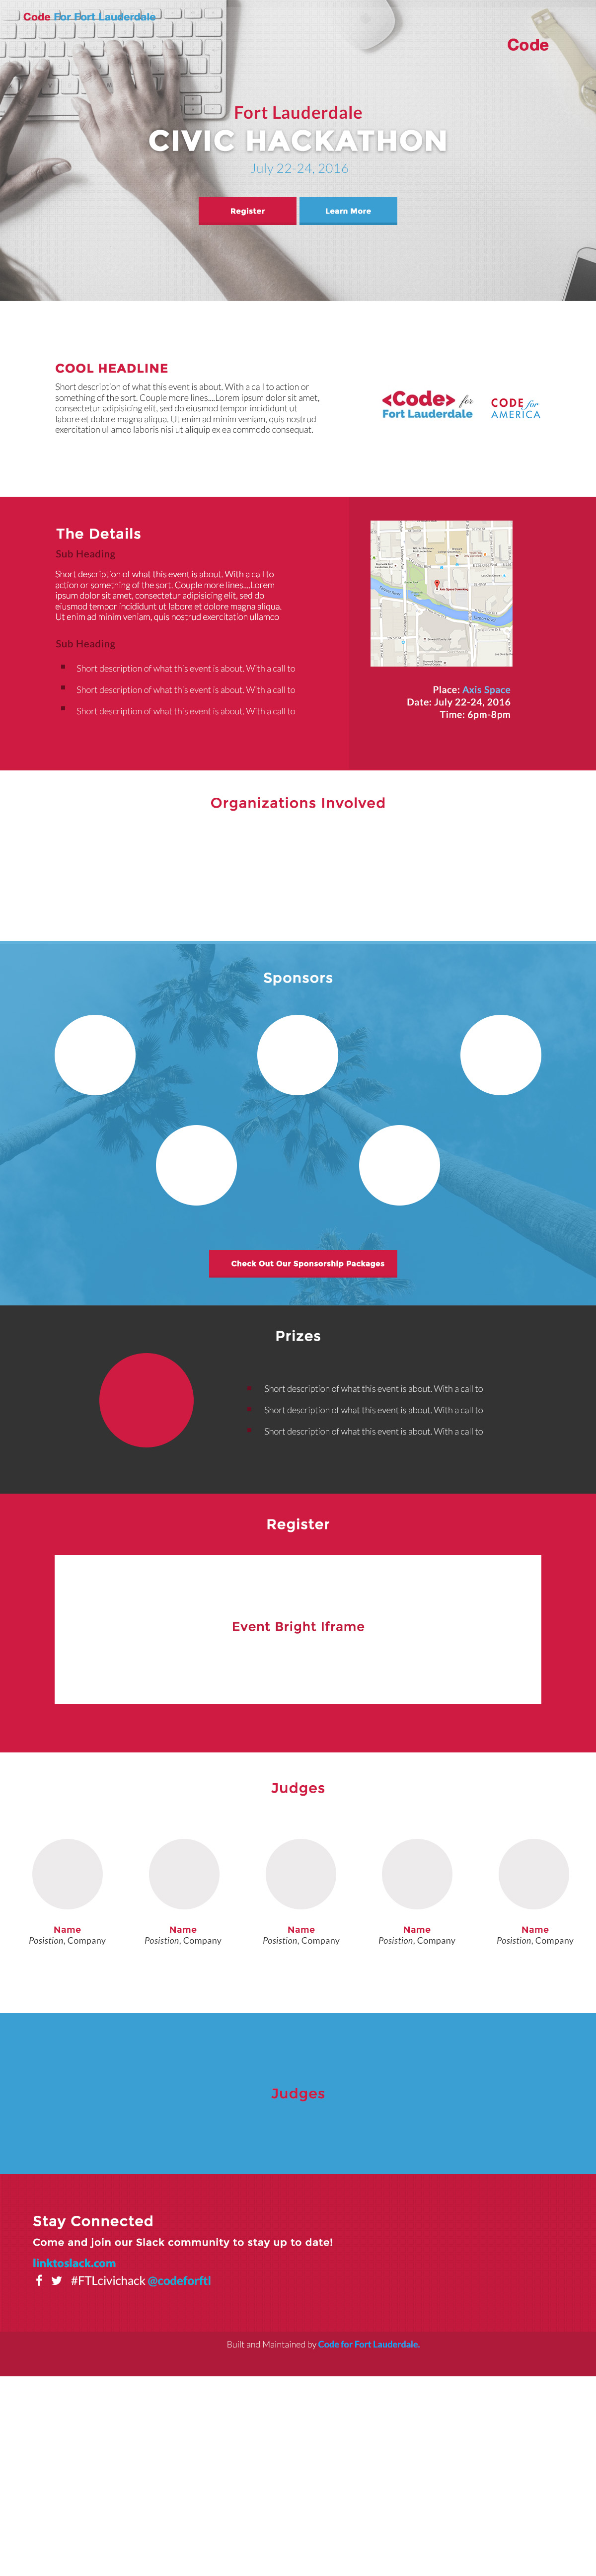 Code For Fort Lauderdale
Code
Fort Lauderdale
CIVIC HACKATHON
July 22-24, 2016
Register
Learn More
COOL HEADLINE
Short description of what this event is about. With a call to action or
something of the sort. Couple more lines....Lorem ipsum dolor sit amet,
consectetur adipisicing elit, sed do eiusmod tempor incididunt ut
labore et dolore magna aliqua. Ut enim ad minim veniam, quis nostrud
exercitation ullamco laboris nisi ut aliquip ex ea commodo consequat.
<Code> for
Fort Lauderdale
CODE for
AMERICA
The Details
Sub Heading
Short description of what this event is about. With a call to
action or something of the sort. Couple more lines....Lorem
ipsum dolor sit amet, consectetur adipisicing elit, sed do
eiusmod tempor incididunt ut labore et dolore magna aliqua.
Ut enim ad minim veniam, quis nostrud exercitation ullamco
Sub Heading
Short description of what this event is about. With a call to
Short description of what this event is about. With a call to
Short description of what this event is about. With a call to
Place: Axis Space
Date: July 22-24, 2016
Time: 6pm-8pm
Organizations Involved
Sponsors
Check Out Our Sponsorship Packages
Prizes
Short description of what this event is about. With a call to
Short description of what this event is about. With a call to
Short description of what this event is about. With a call to
Register
Event Bright Iframe
Judges
Name
Posistion, Company
Name
Posistion, Company
Name
Posistion, Company
Name
Posistion, Company
Name
Posistion, Company
Judges
Stay Connected
Come and join our Slack community to stay up to date!
linktoslack.com
#FTLcivichack @codeforftl
Built and Maintained by Code for Fort Lauderdale.